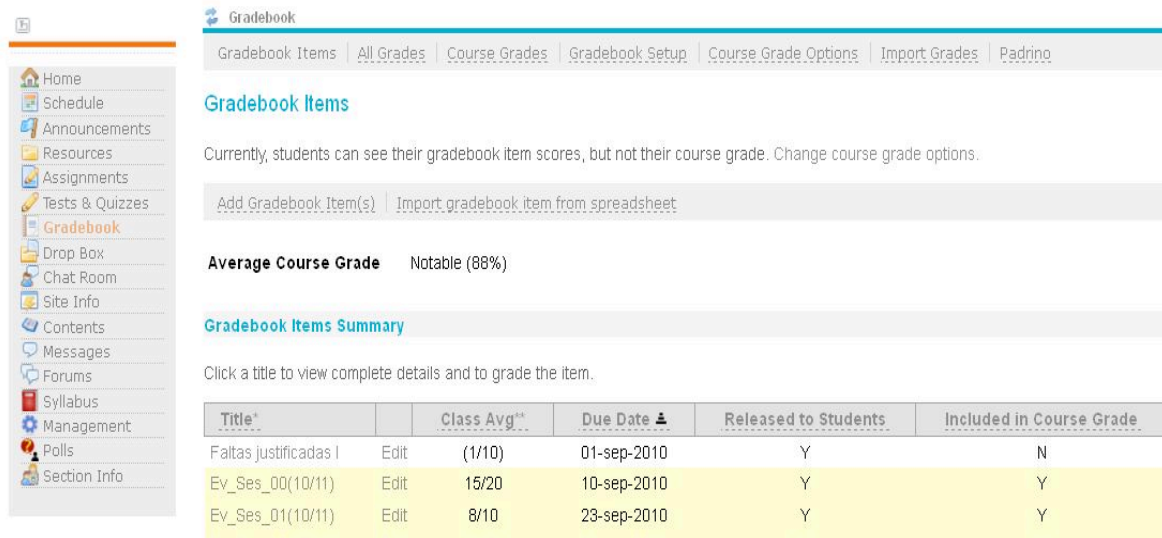 Gradebook
Gradebook Items | All Grades | Course Grades | Gradebook Setup | Course Grade Options | Import Grades | Padrino
Home
Schedule
Announcements
Resources
Assignments
Tests & Quizzes
Gradebook
Drop Box
Chat Room
Site Info
Contents
Messages
Forums
Syllabus
Management
Polls
Section Info
Gradebook Items
Currently, students can see their gradebook item scores, but not their course grade. Change course grade options.
Add Gradebook Item(s) | Import gradebook item from spreadsheet
Average Course Grade Notable (88%)
Gradebook Items Summary
Click a title to view complete details and to grade the item.
Title* Class Avg** Due Date Released to Students Included in Course Grade
Faltas justificadas I Edit (1/10) 01-sep-2010 Y N
Ev_Ses_00(10/11) Edit 15/20 10-sep-2010 Y Y
Ev_Ses_01(10/11) Edit 8/10 23-sep-2010 Y Y